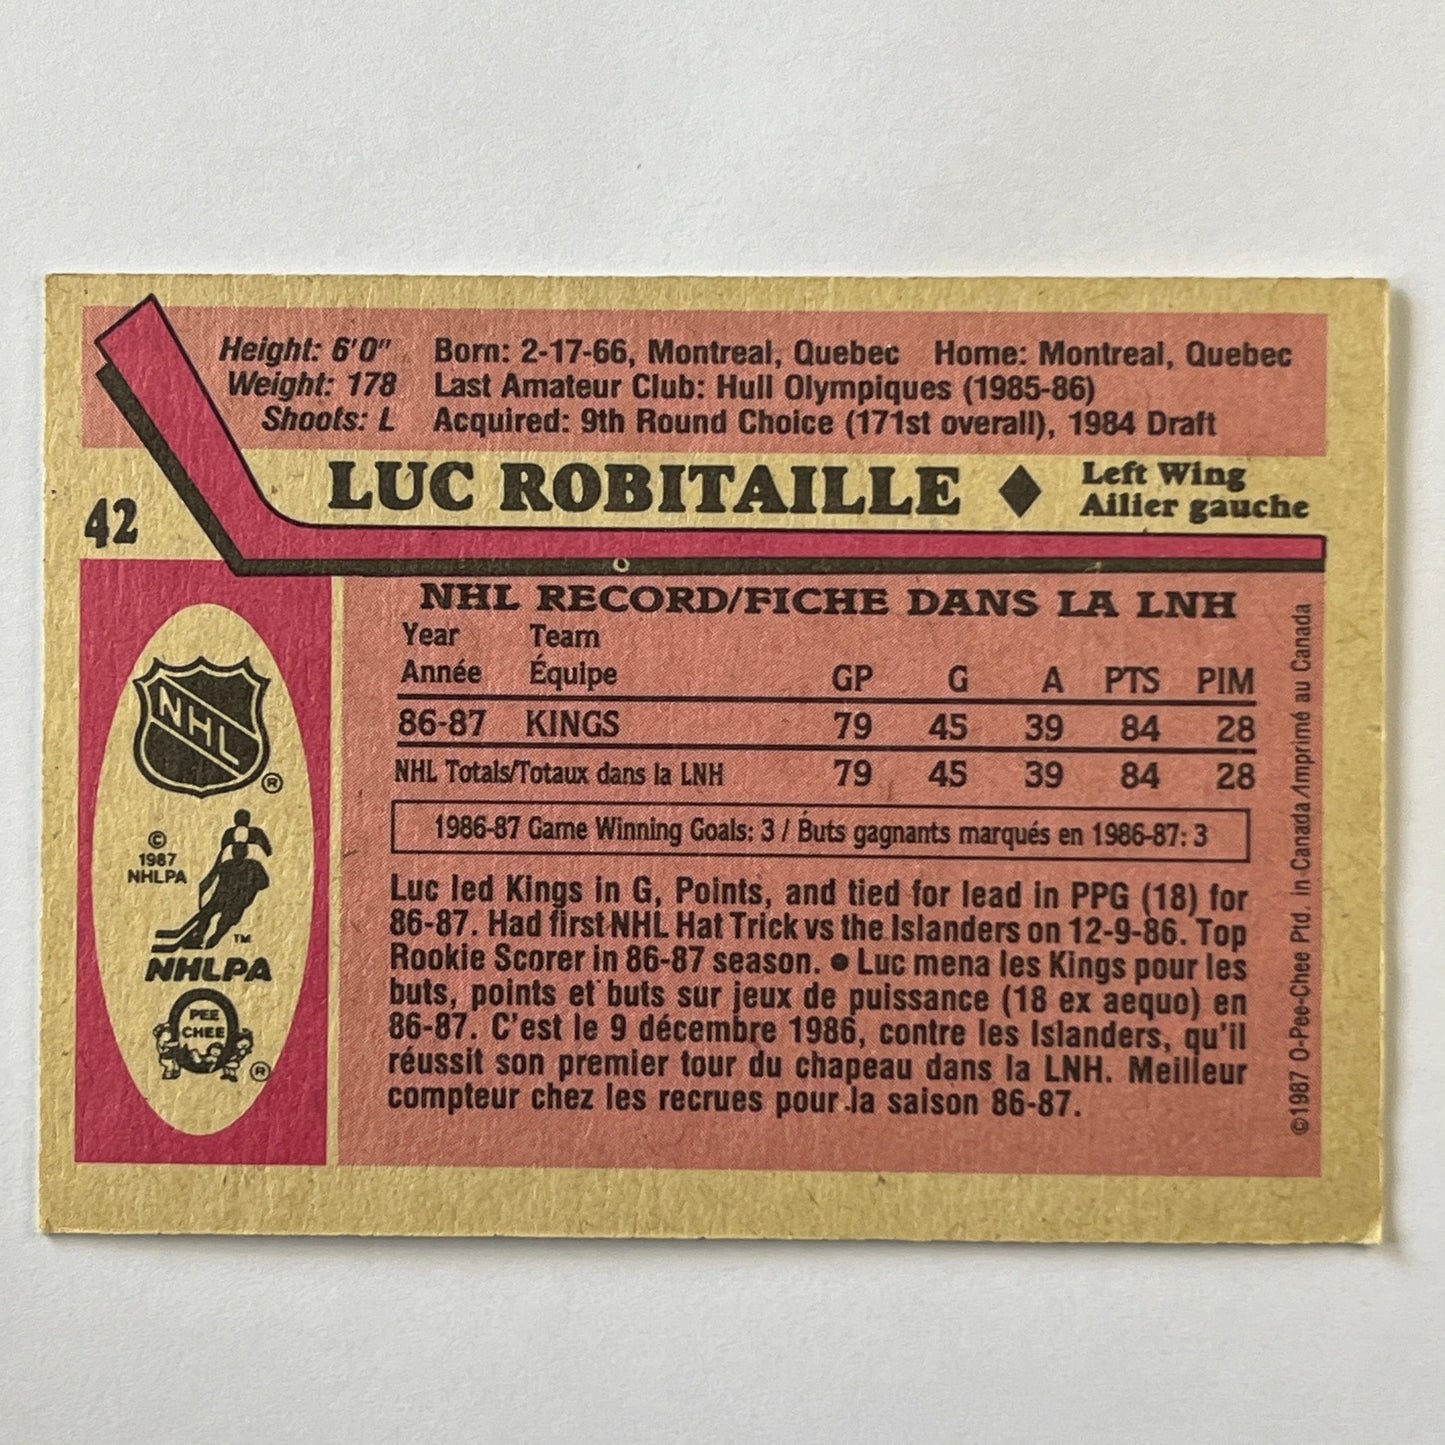 Height: 6'0" Born: 2-17-66, Montreal, Quebec Home: Montreal, Quebec
Weight: 178 Last Amateur Club: Hull Olympiques (1985-86)
Shoots: L Acquired: 9th Round Choice (171st overall), 1984 Draft
42
LUC ROBITAILLE ♦ Left Wing
Ailier gauche
NHL RECORD/FICHE DANS LA LNH
Year Team
Année Équipe GP G A PTS PIM
86-87 KINGS 79 45 39 84 28
NHL Totals/Totaux dans la LNH 79 45 39 84 28
1986-87 Game Winning Goals: 3 / Buts gagnants marqués en 1986-87: 3
Luc led Kings in G, Points, and tied for lead in PPG (18) for
86-87. Had first NHL Hat Trick vs the Islanders on 12-9-86. Top
Rookie Scorer in 86-87 season. ● Luc mena les Kings pour les
buts, points et buts sur jeux de puissance (18 ex aequo) en
86-87. C'est le 9 décembre 1986, contre les Islanders, qu'il
réussit son premier tour du chapeau dans la LNH. Meilleur
compteur chez les recrues pour la saison 86-87.
NHL
®
©
1987
NHLPA
TM
NHLPA
O
PEE
CHEE
®
©1987 O-Pee-Chee Ptd. in Canada/Imprimé au Canada